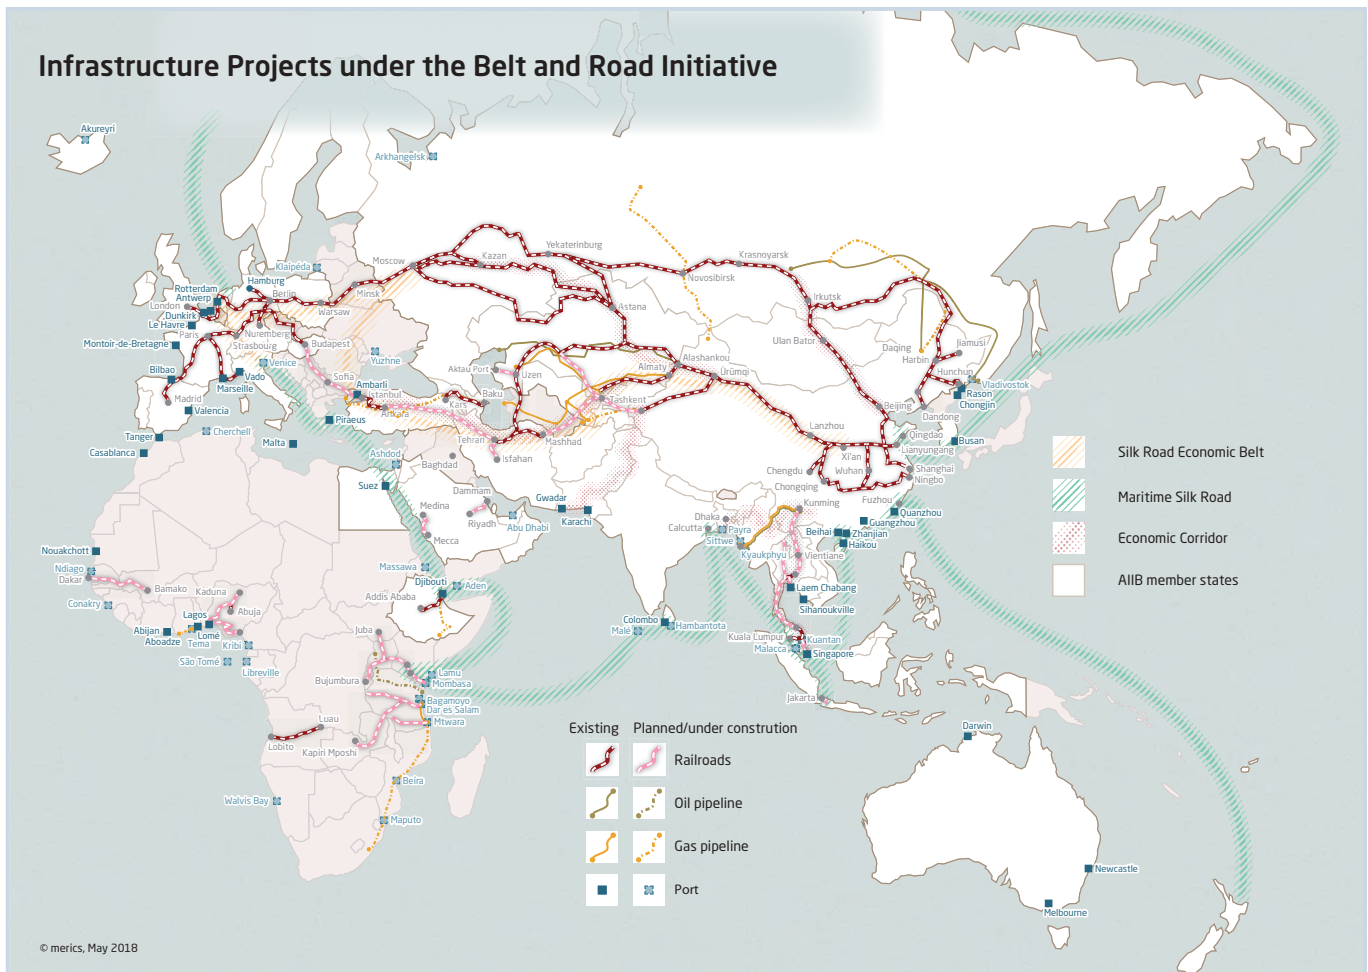 Infrastructure Projects under the Belt and Road Initiative
Akureyri
Arkhangelsk
Yekaterinburg
Kazan
Moscow
Krasnoyarsk
Novosibirsk
Klaipėda
Hamburg
Rotterdam
Antwerp
London
Berlin
Minsk
Warsaw
Dunkirk
Le Havre
Paris
Nuremberg
Strasbourg
Budapest
Montoir-de-Bretagne
Venice
Yuzhne
Bilbao
Vado
Marseille
Madrid
Valencia
Sofia
Ambarli
Istanbul
Ankara
Kars
Baku
Aktau Port
Uzen
Astana
Irkutsk
Ulan Bator
Alashankou
Almaty
Ürümqi
Tashkent
Daqing
Jiamusi
Harbin
Hunchun
Vladivostok
Rason
Chongjin
Dandong
Beijing
Tanger
Casablanca
Cherchell
Malta
Piraeus
Tehran
Mashhad
Isfahan
Ashdod
Baghdad
Suez
Lanzhou
Qingdao
Lianyungang
Busan
Xi'an
Chengdu
Wuhan
Shanghai
Ningbo
Chongqing
Fuzhou
Quanzhou
Guangzhou
Kunming
Dammam
Medina
Riyadh
Mecca
Abu Dhabi
Gwadar
Karachi
Dhaka
Calcutta
Payra
Sittwe
Kyaukphyu
Beihai
Zhanjian
Haikou
Vientiane
Laem Chabang
Sihanoukville
Nouakchott
Ndiago
Dakar
Bamako
Conakry
Kaduna
Abuja
Lagos
Abijan
Lomé
Aboadze
Tema
Kribi
São Tomé
Libreville
Massawa
Djibouti
Aden
Addis Ababa
Juba
Colombo
Hambantota
Malé
Kuala Lumpur
Kuantan
Malacca
Singapore
Jakarta
Lamu
Mombasa
Bujumbura
Bagamoyo
Dar es Salam
Mtwara
Luau
Lobito
Kapiri Mposhi
Beira
Walvis Bay
Maputo
Darwin
Newcastle
Melbourne
Silk Road Economic Belt
Maritime Silk Road
Economic Corridor
AIIB member states
Existing
Planned/under constrution
Railroads
Oil pipeline
Gas pipeline
Port
© merics, May 2018